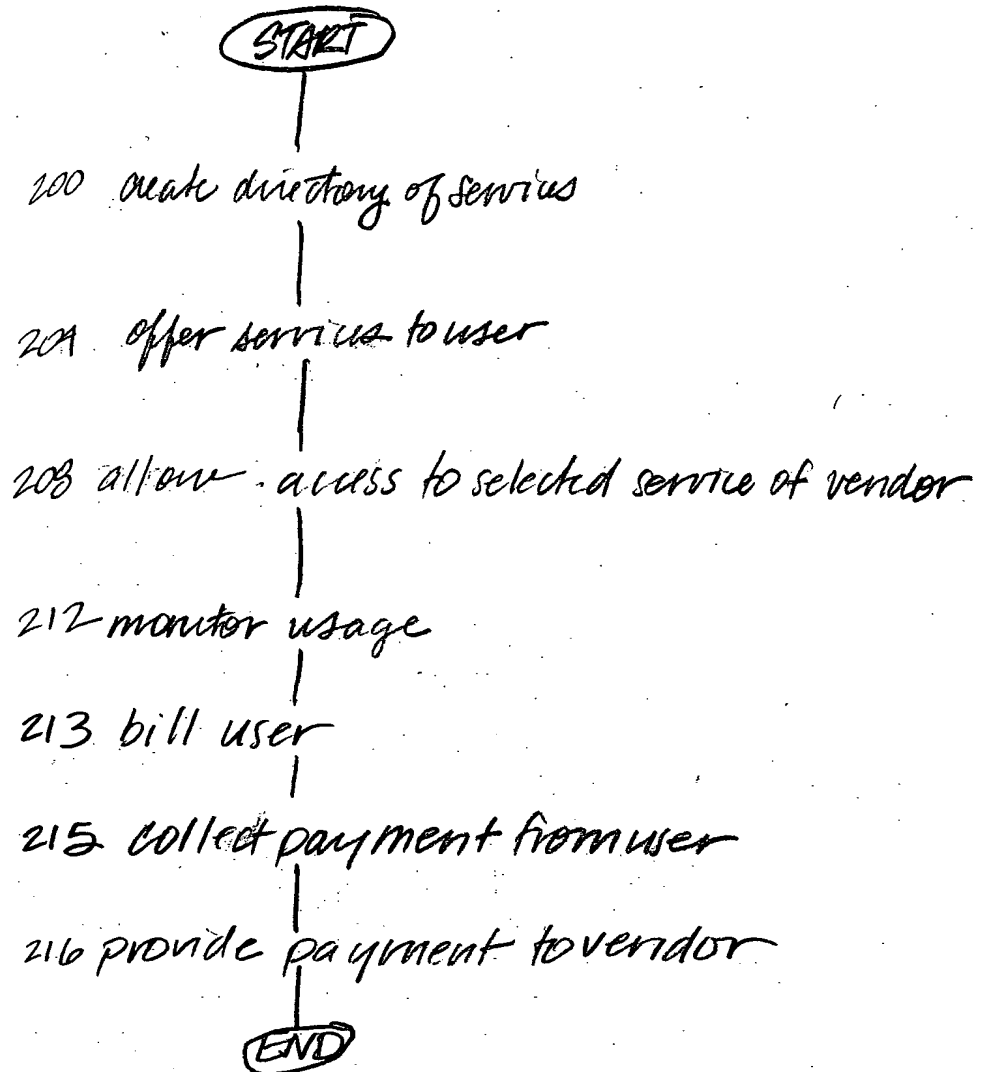 START
200 create directory of services
204 offer services to user
208 allow access to selected service of vendor
212 monitor usage
213 bill user
215 collect payment from user
216 provide payment to vendor
END